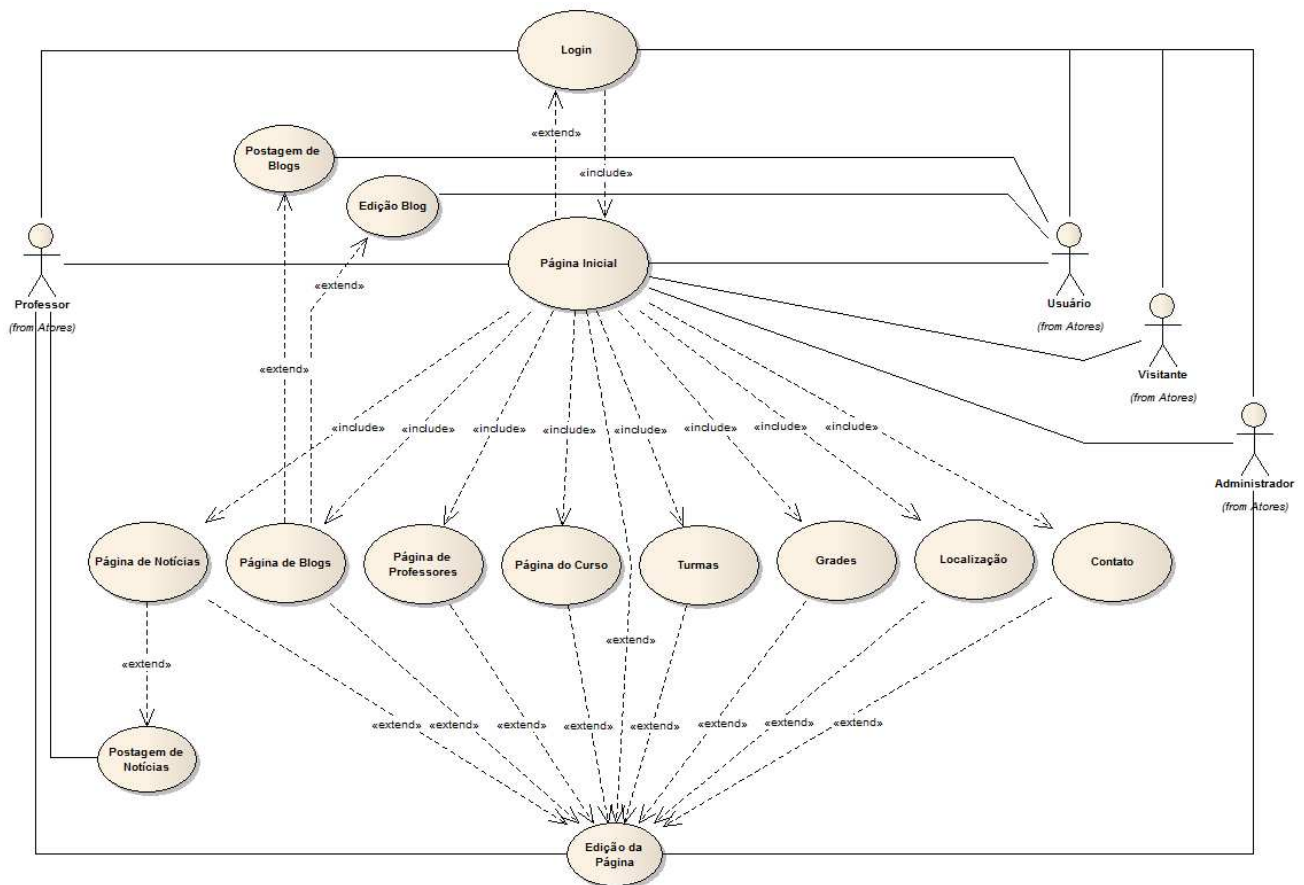 Login
«extend»
Postagem de
Blogs
«include»
Edição Blog
Página Inicial
«extend»
Professor
(from Atores)
Usuário
(from Atores)
«extend»
Visitante
(from Atores)
«include» «include» «include» «include» «include» «include» «include» «include»
Administrador
(from Atores)
Página de Notícias
Página de Blogs
Página de
Professores
Página do Curso
Turmas
Grades
Localização
Contato
«extend»
«extend»
«extend» «extend» «extend» «extend» «extend» «extend» «extend» «extend»
Postagem de
Notícias
Edição da
Página